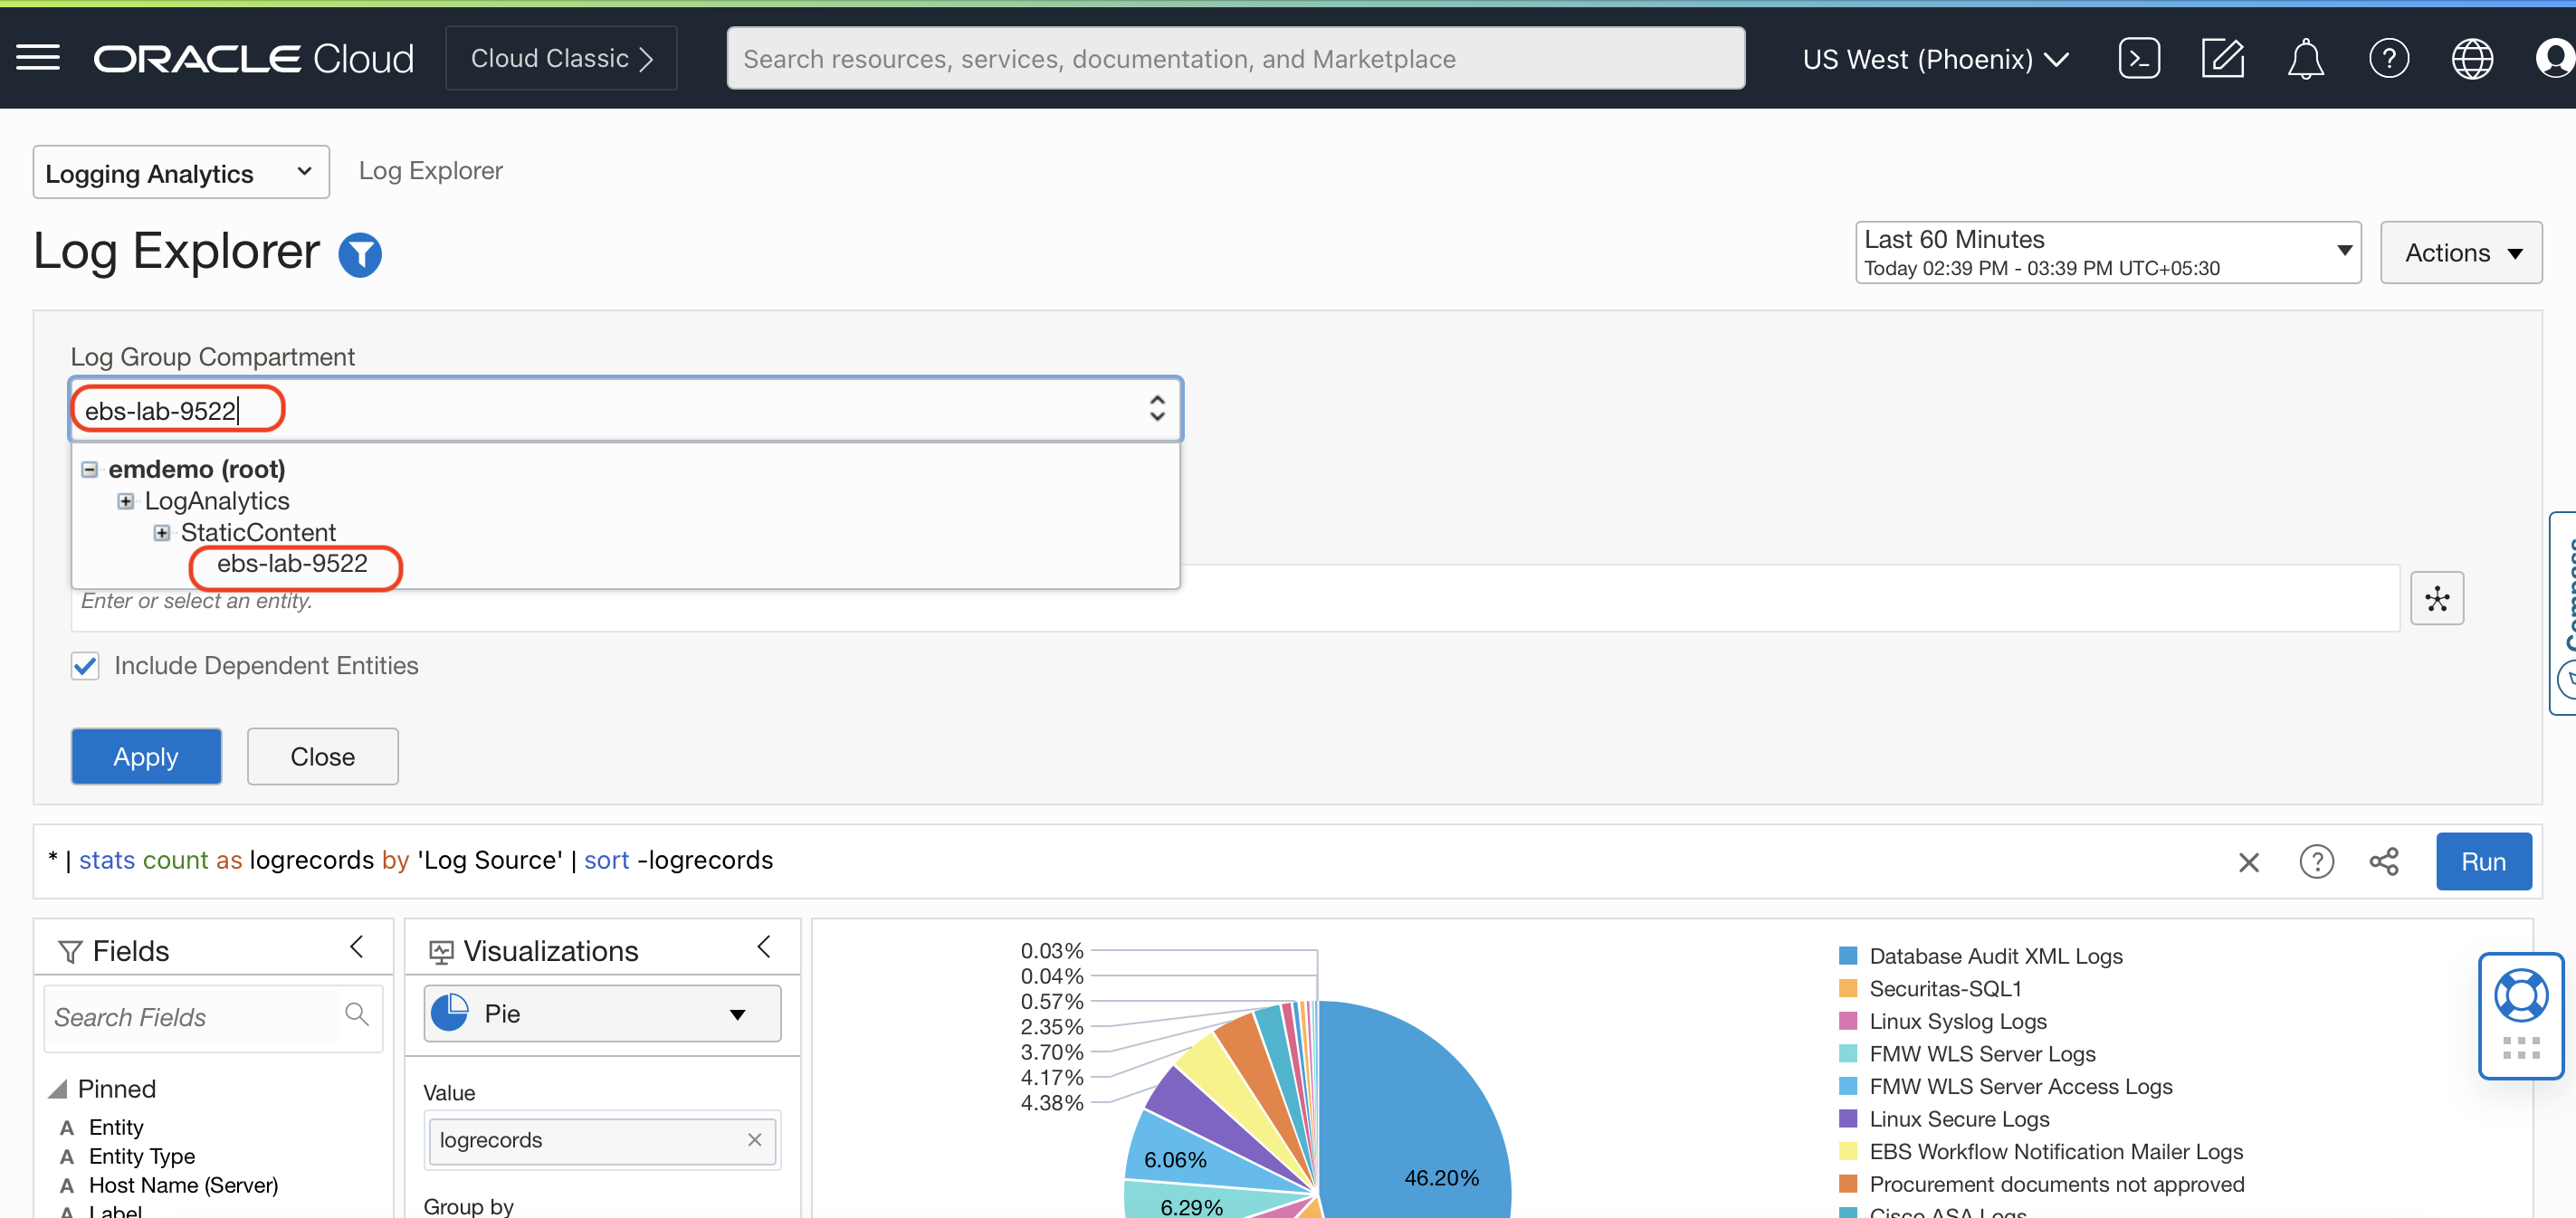 ORACLE Cloud
Cloud Classic
Search resources, services, documentation, and Marketplace
US West (Phoenix)
Logging Analytics
Log Explorer
Log Explorer
Last 60 Minutes
Today 02:39 PM - 03:39 PM UTC+05:30
Actions
Log Group Compartment
ebs-lab-9522
emdemo (root)
LogAnalytics
StaticContent
ebs-lab-9522
Enter or select an entity.
Compass
Include Dependent Entities
Apply
Close
* | stats count as logrecords by 'Log Source' | sort -logrecords
Run
Fields
Search Fields
Pinned
A Entity
A Entity Type
A Host Name (Server)
A Label
Visualizations
Pie
Value
logrecords
Group by
0.03%
0.04%
0.57%
2.35%
3.70%
4.17%
4.38%
6.06%
6.29%
46.20%
Database Audit XML Logs
Securitas-SQL1
Linux Syslog Logs
FMW WLS Server Logs
FMW WLS Server Access Logs
Linux Secure Logs
EBS Workflow Notification Mailer Logs
Procurement documents not approved
Cisco ASA Logs